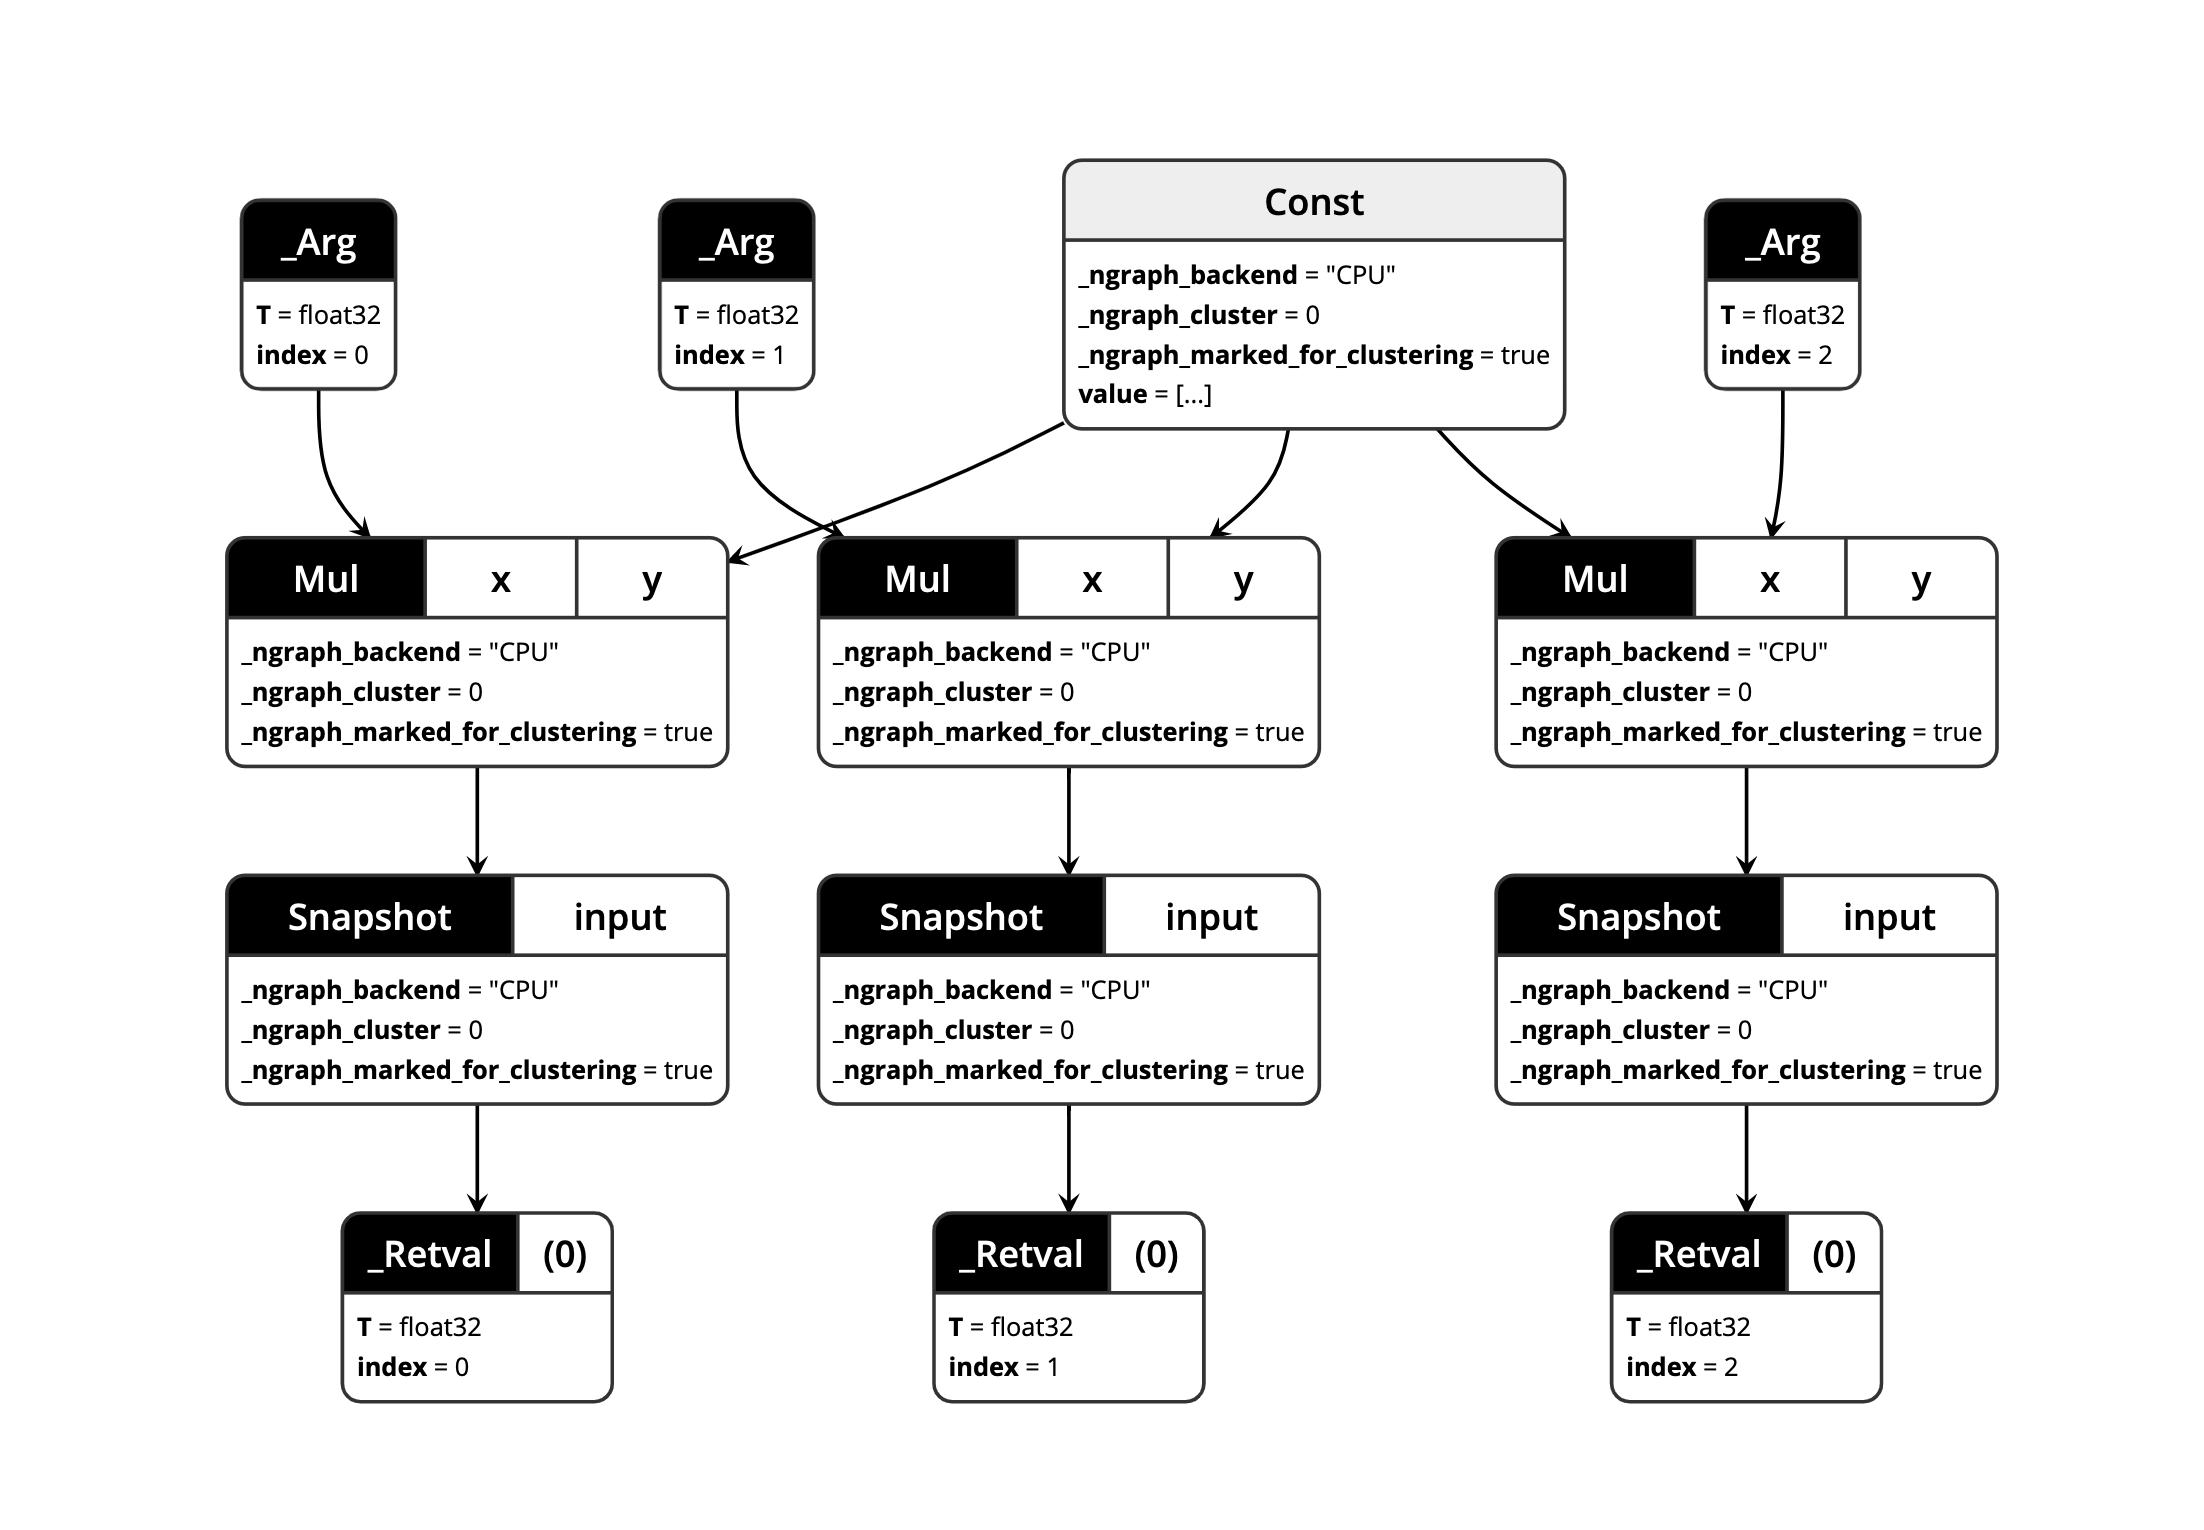 _Arg
T = float32
index = 0
_Arg
T = float32
index = 1
Const
_ngraph_backend = "CPU"
_ngraph_cluster = 0
_ngraph_marked_for_clustering = true
value = [...]
_Arg
T = float32
index = 2
Mul x y
_ngraph_backend = "CPU"
_ngraph_cluster = 0
_ngraph_marked_for_clustering = true
Mul x y
_ngraph_backend = "CPU"
_ngraph_cluster = 0
_ngraph_marked_for_clustering = true
Mul x y
_ngraph_backend = "CPU"
_ngraph_cluster = 0
_ngraph_marked_for_clustering = true
Snapshot input
_ngraph_backend = "CPU"
_ngraph_cluster = 0
_ngraph_marked_for_clustering = true
Snapshot input
_ngraph_backend = "CPU"
_ngraph_cluster = 0
_ngraph_marked_for_clustering = true
Snapshot input
_ngraph_backend = "CPU"
_ngraph_cluster = 0
_ngraph_marked_for_clustering = true
_Retval (0)
T = float32
index = 0
_Retval (0)
T = float32
index = 1
_Retval (0)
T = float32
index = 2